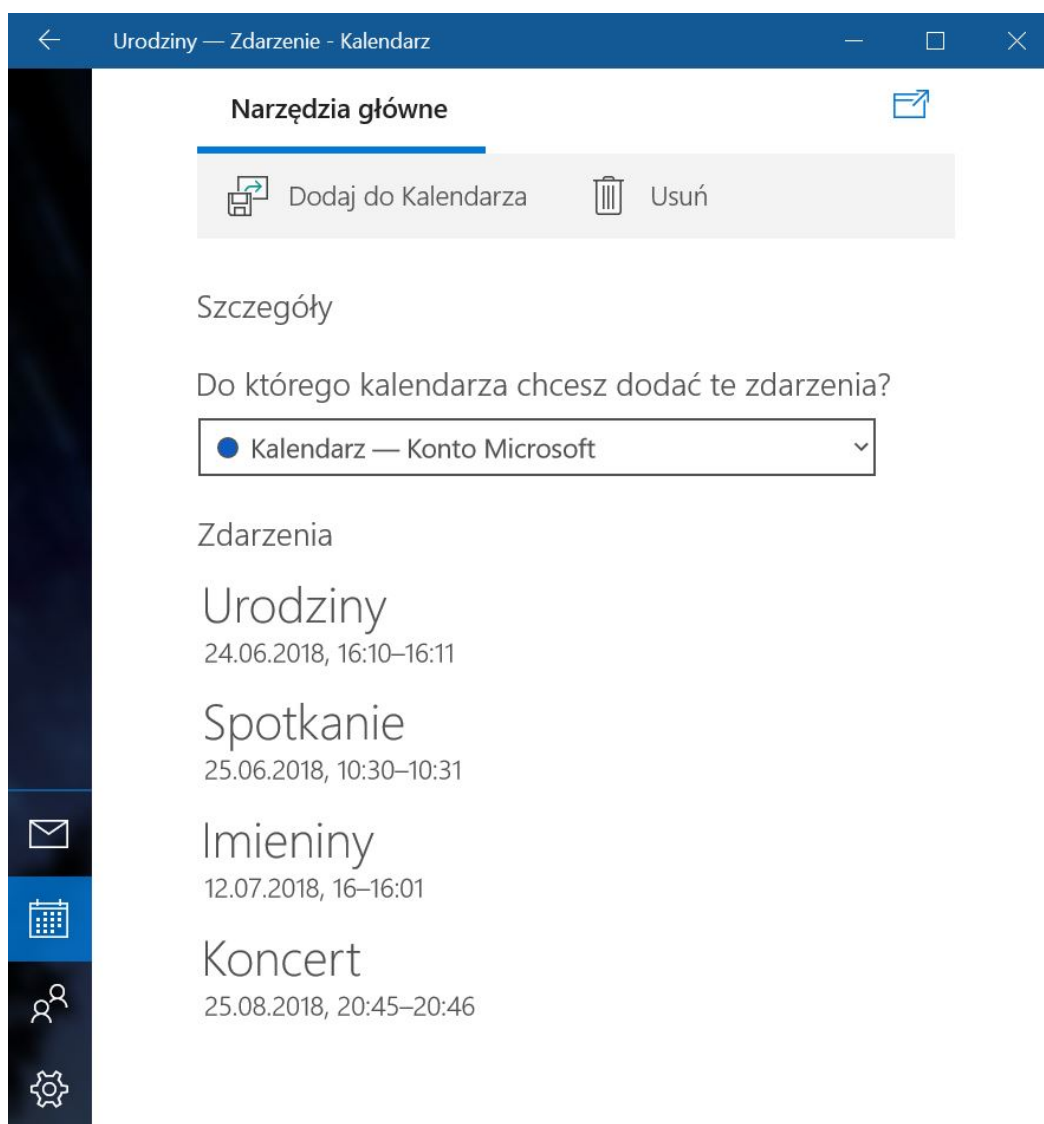 Urodziny — Zdarzenie - Kalendarz
Narzędzia główne
Dodaj do Kalendarza Usuń
Szczegóły
Do którego kalendarza chcesz dodać te zdarzenia?
Kalendarz — Konto Microsoft
Zdarzenia
Urodziny
24.06.2018, 16:10–16:11
Spotkanie
25.06.2018, 10:30–10:31
Imieniny
12.07.2018, 16–16:01
Koncert
25.08.2018, 20:45–20:46